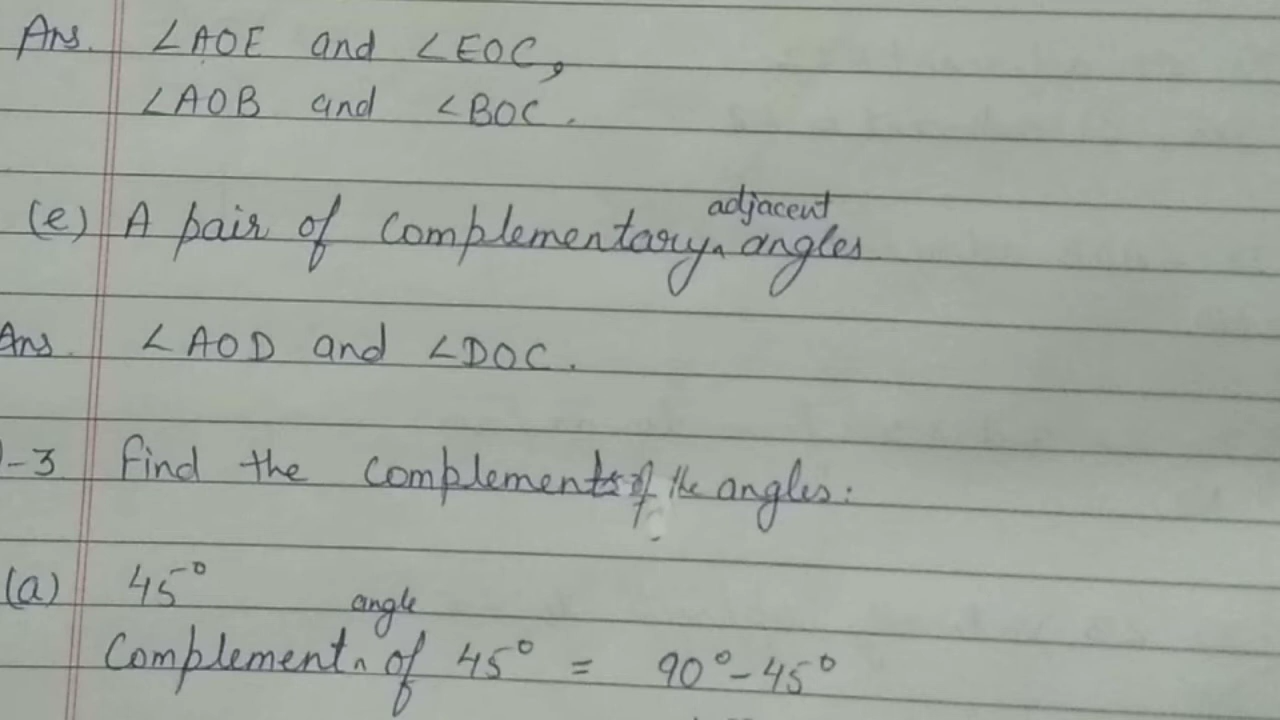 Ans. ∠AOE and ∠EOC,
∠AOB and ∠BOC.
(e) A pair of complementary adjacent angles
Ans. ∠AOD and ∠DOC.
-3 Find the complements of the angles:
(a) 45°
Complement angle of 45° = 90° - 45°